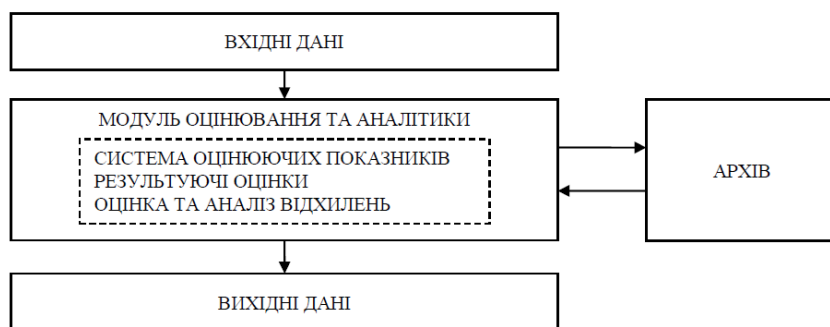 ВХІДНІ ДАНІ
МОДУЛЬ ОЦІНЮВАННЯ ТА АНАЛІТИКИ
СИСТЕМА ОЦІНЮЮЧИХ ПОКАЗНИКІВ
РЕЗУЛЬТУЮЧІ ОЦІНКИ
ОЦІНКА ТА АНАЛІЗ ВІДХИЛЕНЬ
АРХІВ
ВИХІДНІ ДАНІ